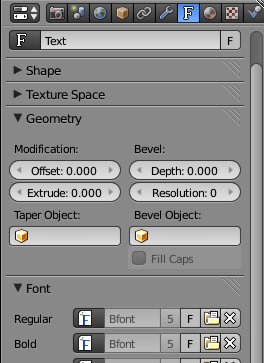 F
F Text F
Shape
Texture Space
Geometry
Modification: Bevel:
Offset: 0.000 Depth: 0.000
Extrude: 0.000 Resolution: 0
Taper Object: Bevel Object:
Fill Caps
Font
Regular F Bfont 5 F
Bold F Bfont 5 F